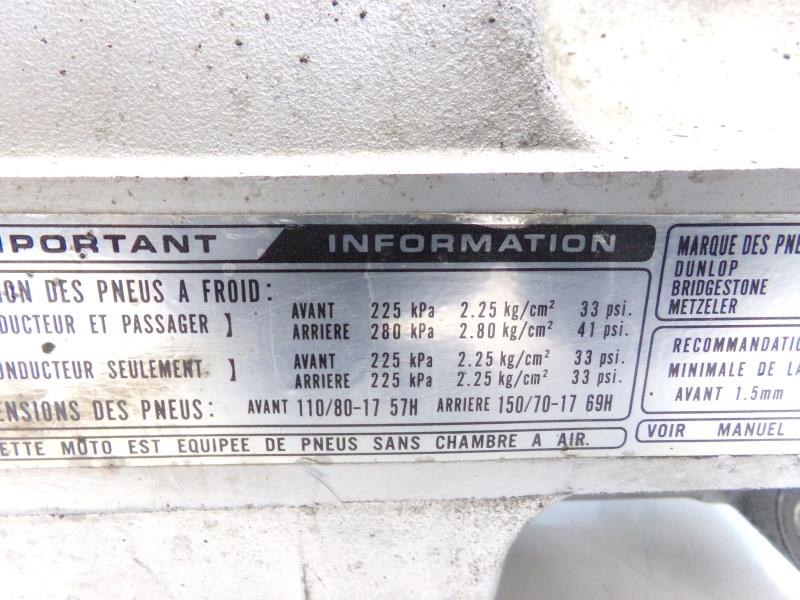 MPORTANT INFORMATION
ION DES PNEUS A FROID:
DUCTEUR ET PASSAGER ] AVANT 225 kPa 2.25 kg/cm² 33 psi.
ARRIERE 280 kPa 2.80 kg/cm² 41 psi.
ONDUCTEUR SEULEMENT ] AVANT 225 kPa 2.25 kg/cm² 33 psi.
ARRIERE 225 kPa 2.25 kg/cm² 33 psi.
ENSIONS DES PNEUS: AVANT 110/80-17 57H ARRIERE 150/70-17 69H
ETTE MOTO EST EQUIPEE DE PNEUS SANS CHAMBRE A AIR.
MARQUE DES PNE
DUNLOP
BRIDGESTONE
METZELER
RECOMMANDATIO
MINIMALE DE LA
AVANT 1.5mm
VOIR MANUEL